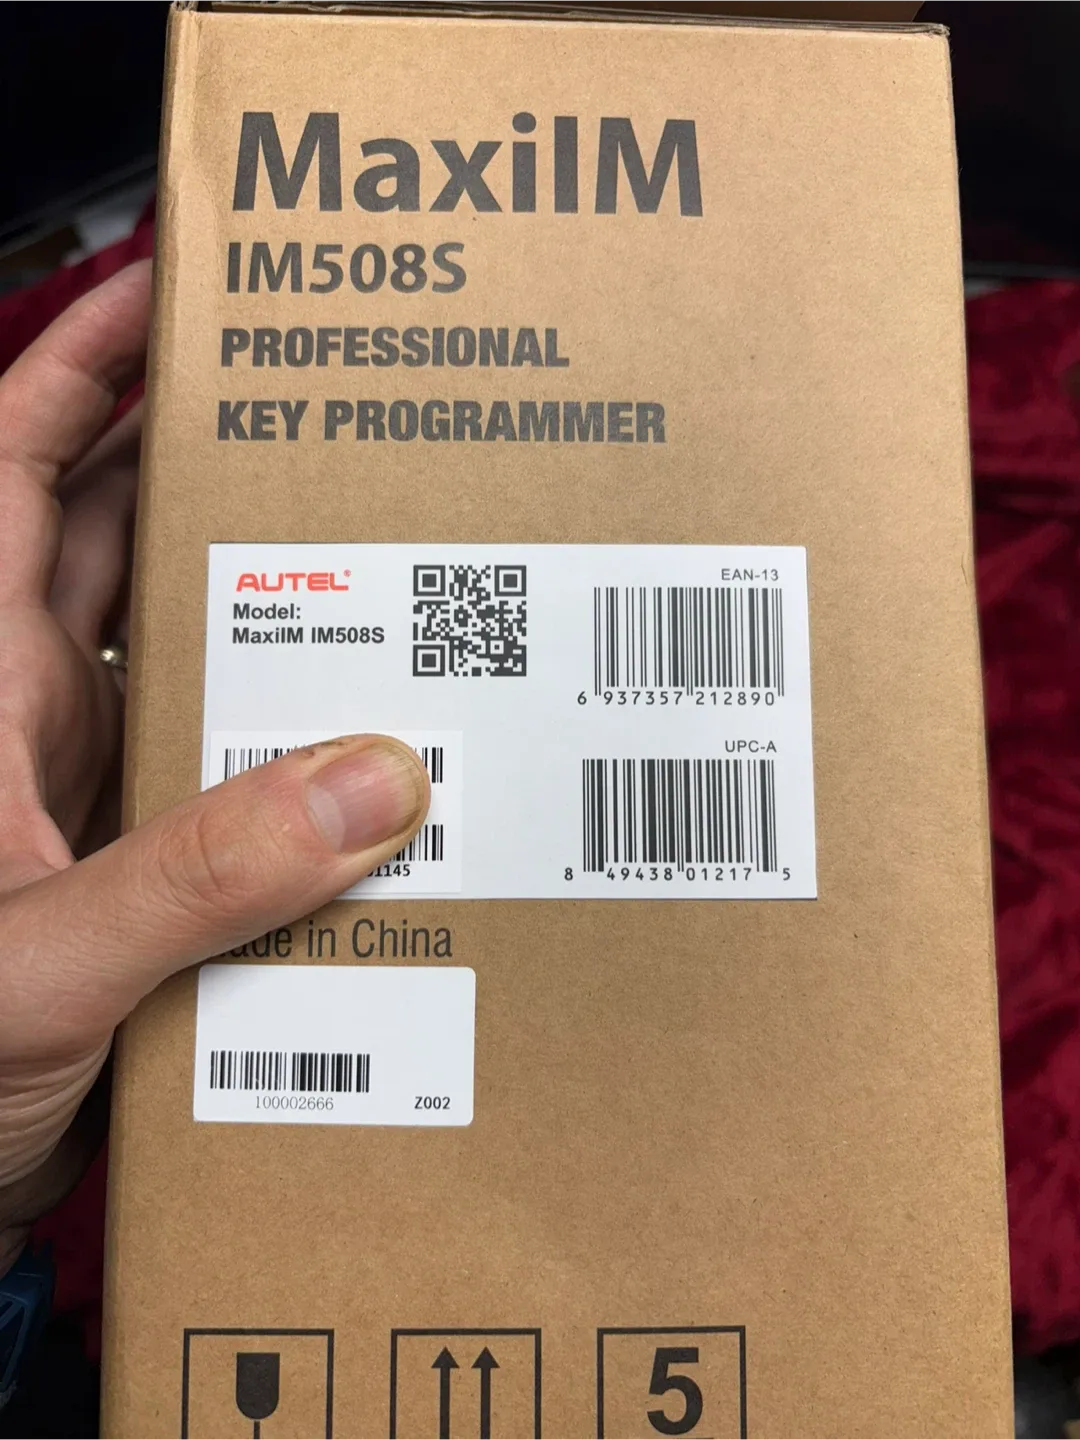 MaxiIM
IM508S
PROFESSIONAL
KEY PROGRAMMER
AUTEL®
Model:
MaxiIM IM508S
EAN-13
6 937357 212890
UPC-A
8 49438 01217 5
1145
in China
100002666
Z002
5